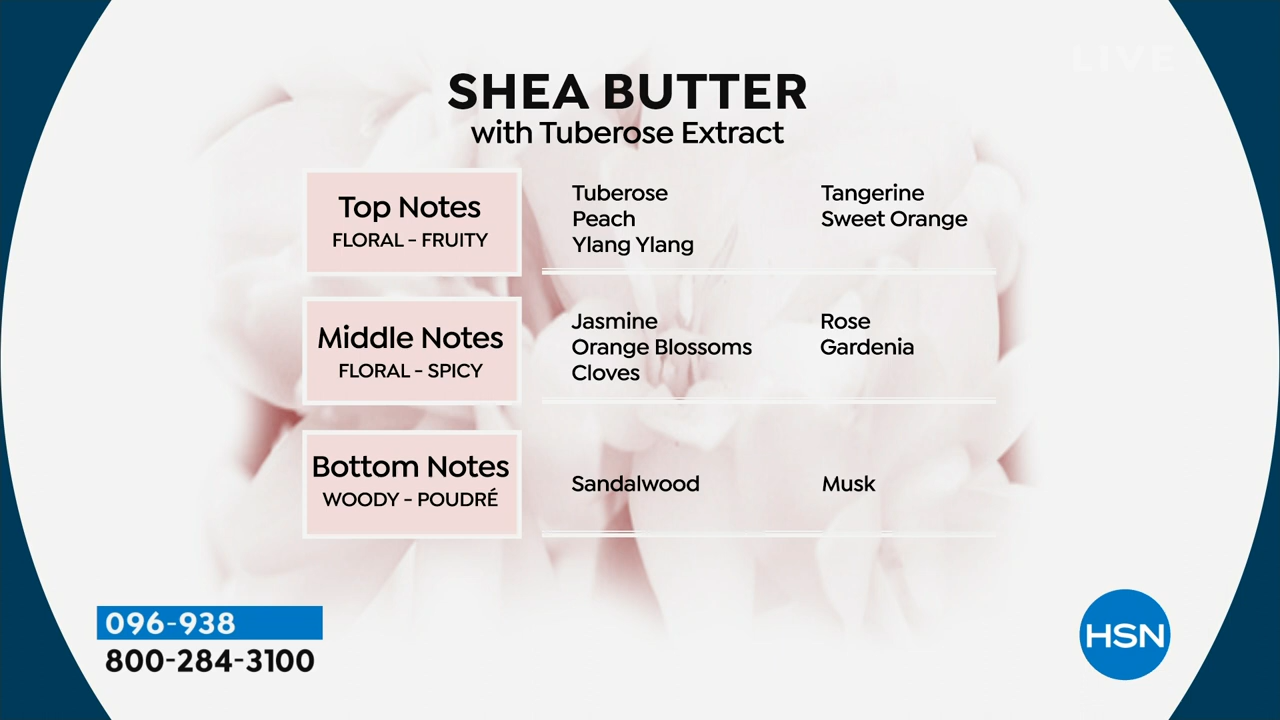 LIVE
SHEA BUTTER
with Tuberose Extract
Top Notes
FLORAL - FRUITY
Tuberose
Peach
Ylang Ylang
Tangerine
Sweet Orange
Middle Notes
FLORAL - SPICY
Jasmine
Orange Blossoms
Cloves
Rose
Gardenia
Bottom Notes
WOODY - POUDRÉ
Sandalwood
Musk
096-938
800-284-3100
HSN